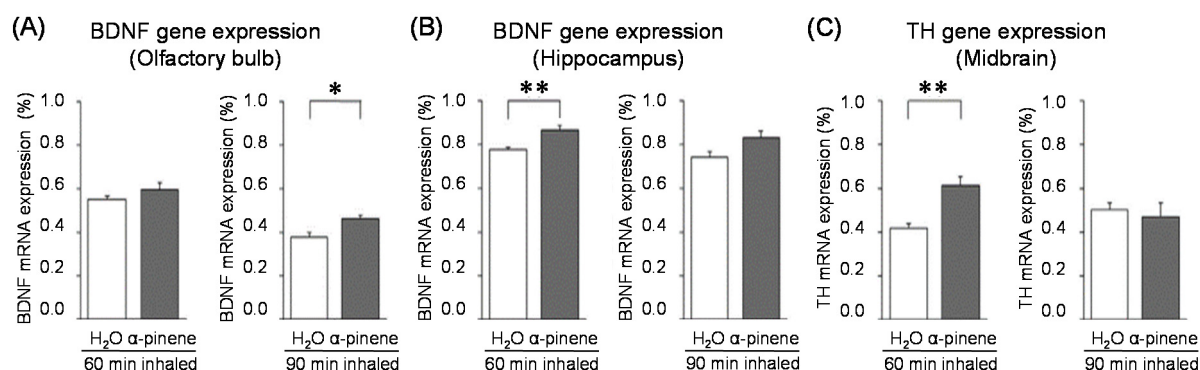 (A) BDNF gene expression
(Olfactory bulb)
*
BDNF mRNA expression (%)
1.0
0.8
0.6
0.4
0.2
0.0
H₂O α-pinene
60 min inhaled
BDNF mRNA expression (%)
1.0
0.8
0.6
0.4
0.2
0.0
H₂O α-pinene
90 min inhaled
(B) BDNF gene expression
(Hippocampus)
**
BDNF mRNA expression (%)
1.0
0.8
0.6
0.4
0.2
0.0
H₂O α-pinene
60 min inhaled
BDNF mRNA expression (%)
1.0
0.8
0.6
0.4
0.2
0.0
H₂O α-pinene
90 min inhaled
(C) TH gene expression
(Midbrain)
**
TH mRNA expression (%)
1.0
0.8
0.6
0.4
0.2
0.0
H₂O α-pinene
60 min inhaled
TH mRNA expression (%)
1.0
0.8
0.6
0.4
0.2
0.0
H₂O α-pinene
90 min inhaled